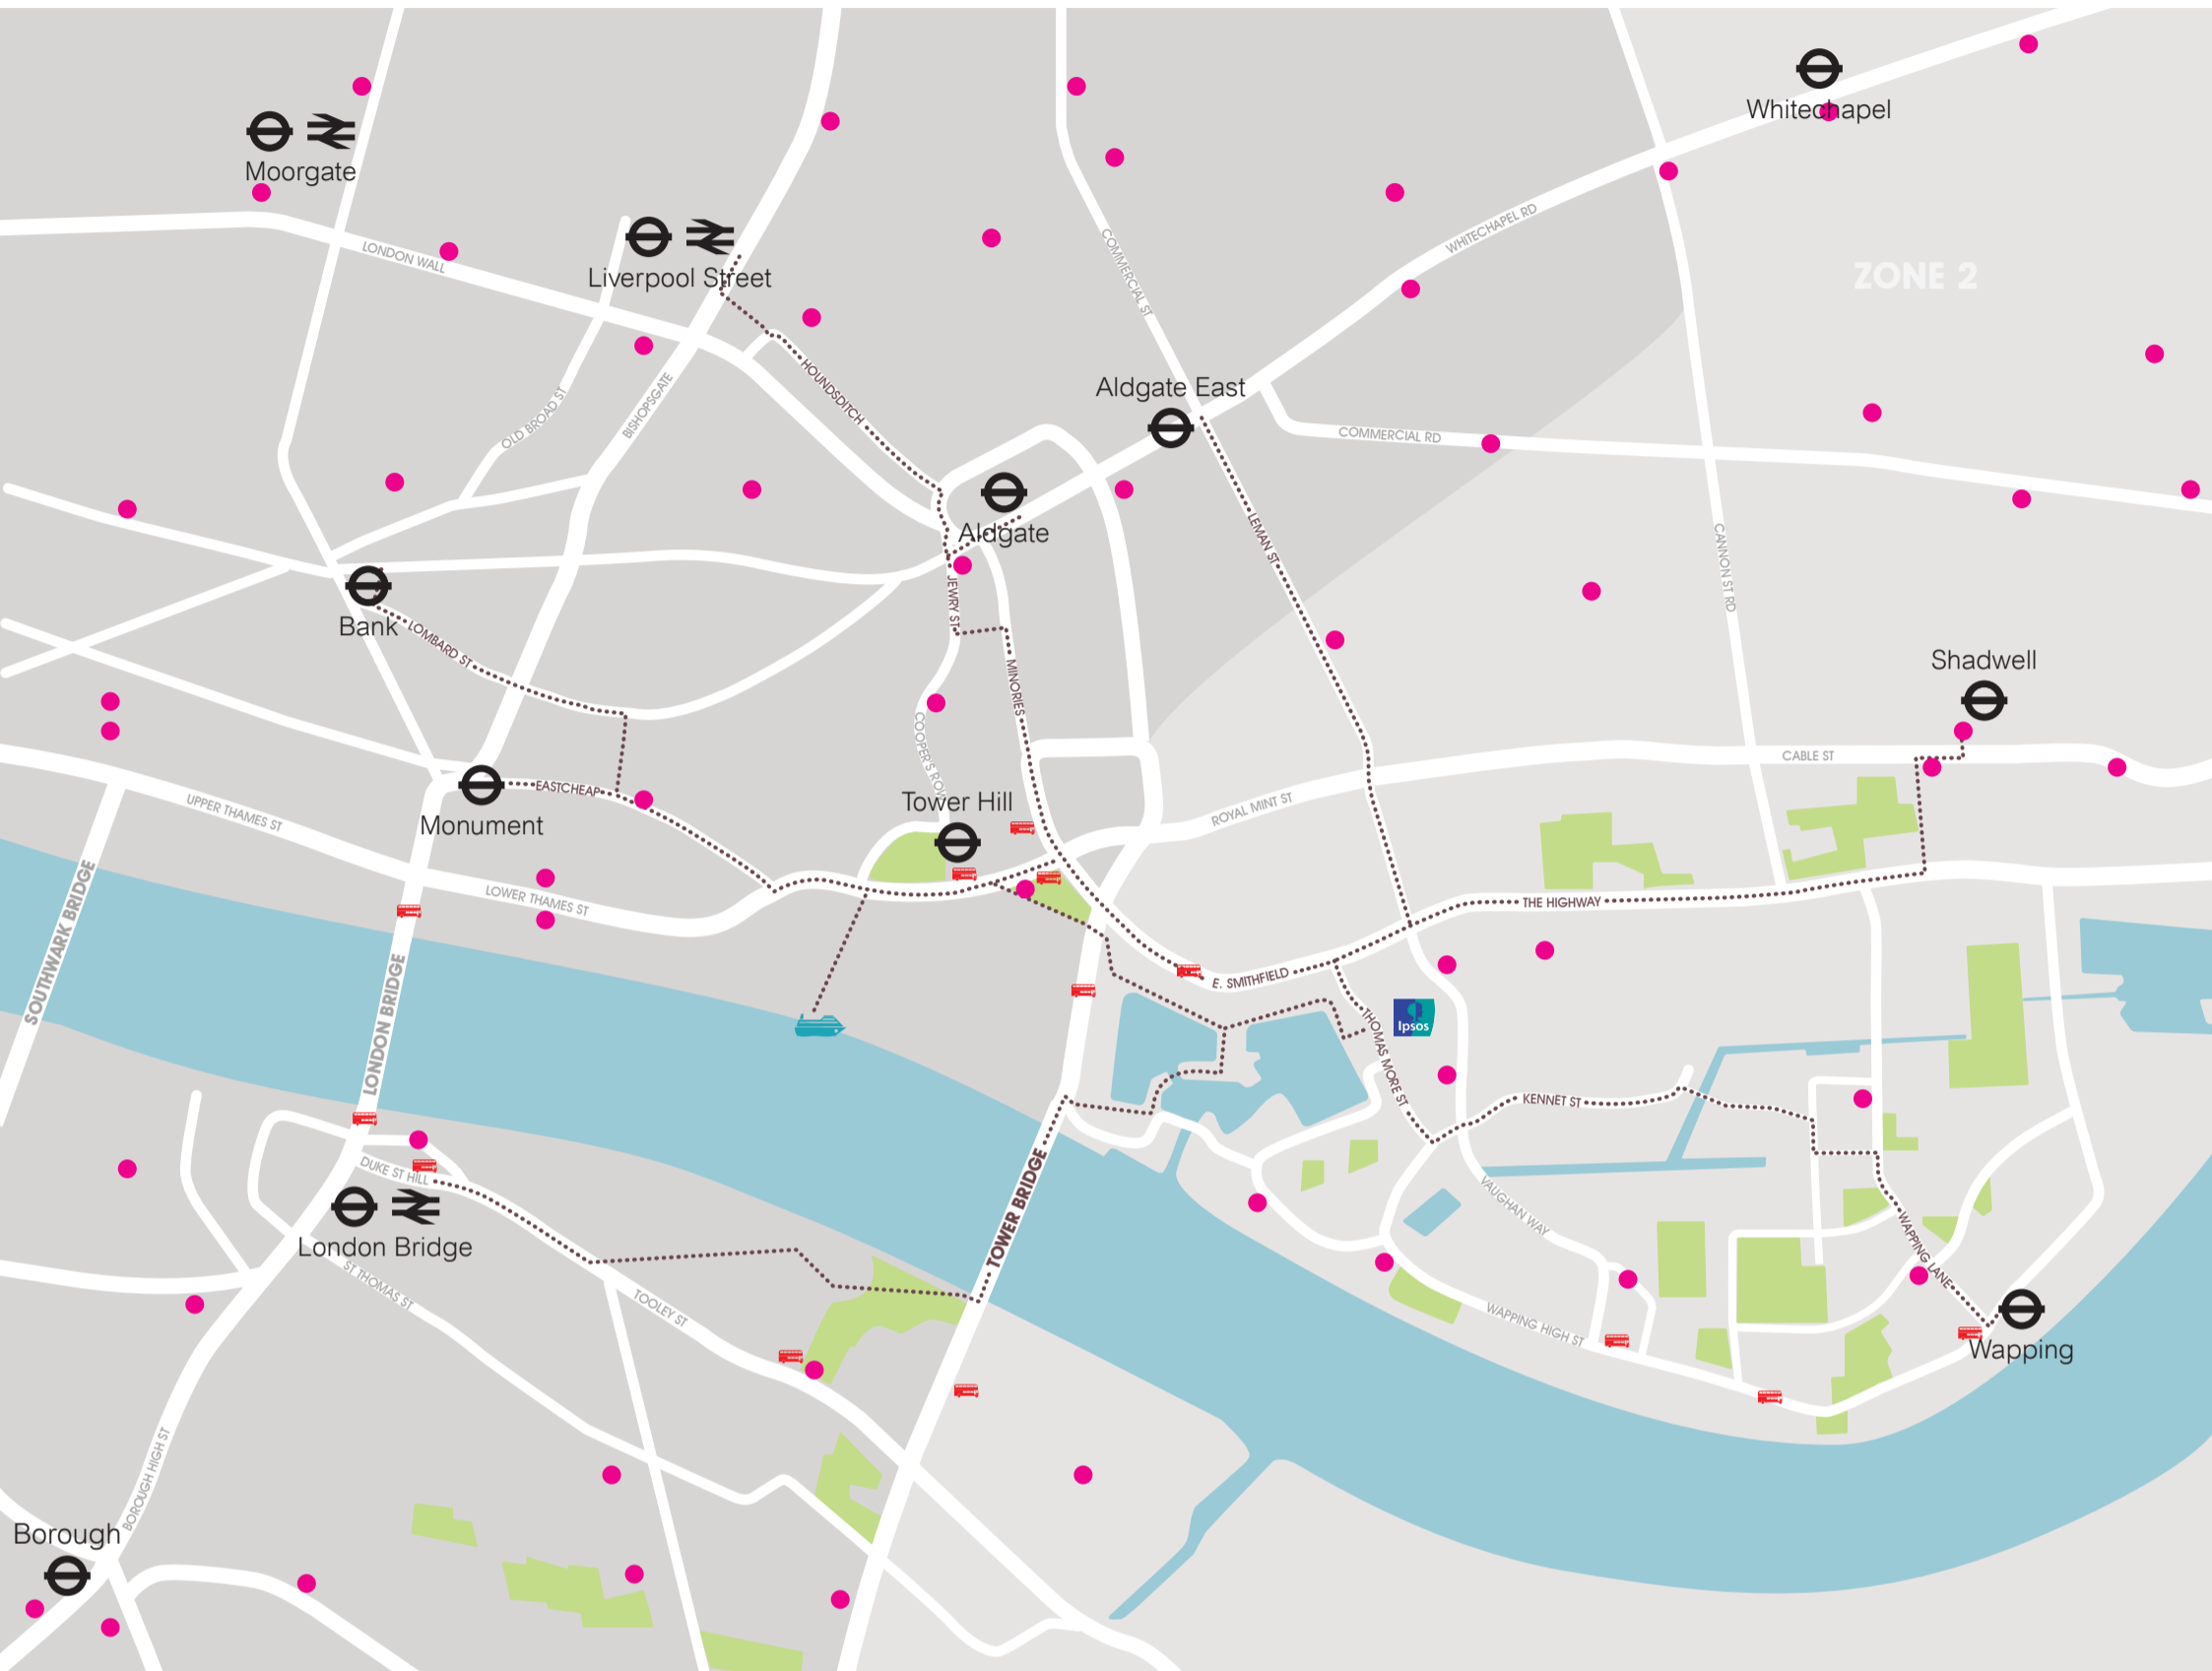 Whitechapel
Moorgate
ZONE 2
LONDON WALL
Liverpool Street
COMMERCIAL ST
WHITECHAPEL RD
HOUNDSDITCH
OLD BROAD ST
BISHOPSGATE
Aldgate East
COMMERCIAL RD
Aldgate
LEMAN ST
CANNON ST RD
Bank
LOMBARD ST
JEWRY ST
MINORIES
COOPER'S ROW
Shadwell
CABLE ST
EASTCHEAP
Monument
UPPER THAMES ST
Tower Hill
ROYAL MINT ST
LOWER THAMES ST
THE HIGHWAY
SOUTHWARK BRIDGE
LONDON BRIDGE
E. SMITHFIELD
Ipsos
THOMAS MORE ST
KENNET ST
DUKE ST HILL
London Bridge
ST THOMAS ST
TOOLEY ST
TOWER BRIDGE
VAUGHAN WAY
WAPPING LANE
WAPPING HIGH ST
Wapping
BOROUGH HIGH ST
Borough